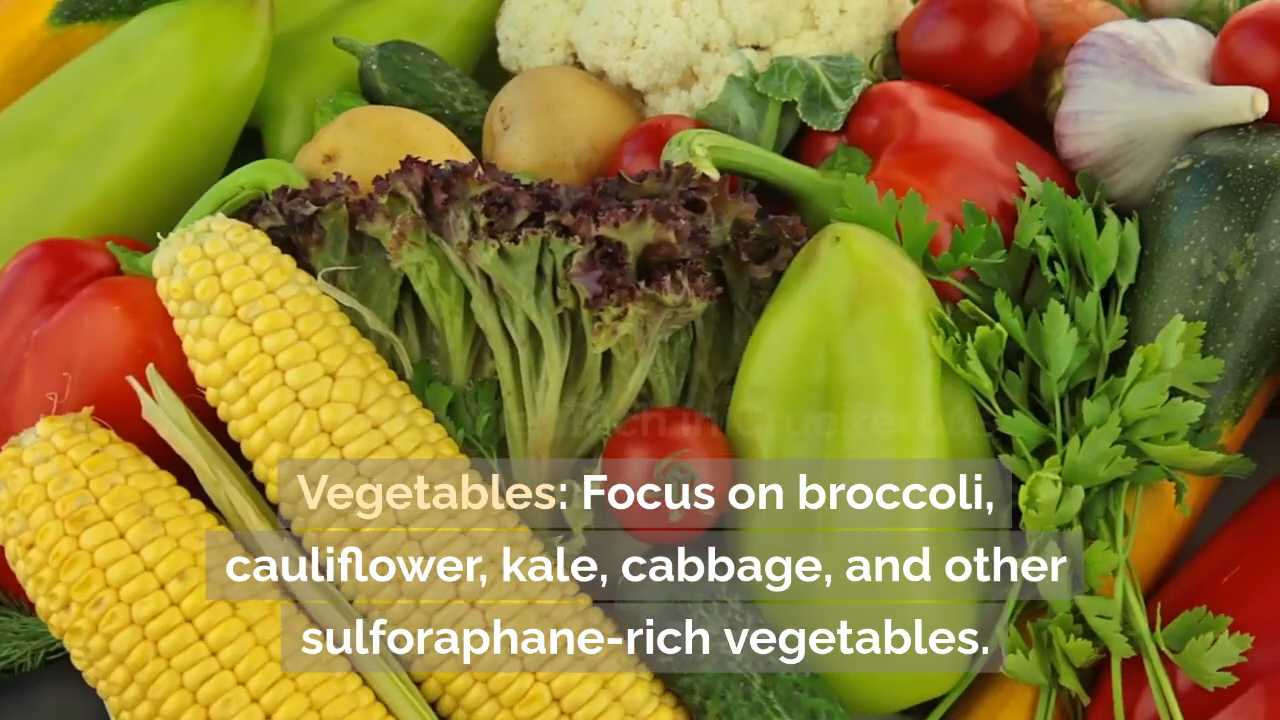 Vegetables: Focus on broccoli,
cauliflower, kale, cabbage, and other
sulforaphane-rich vegetables.